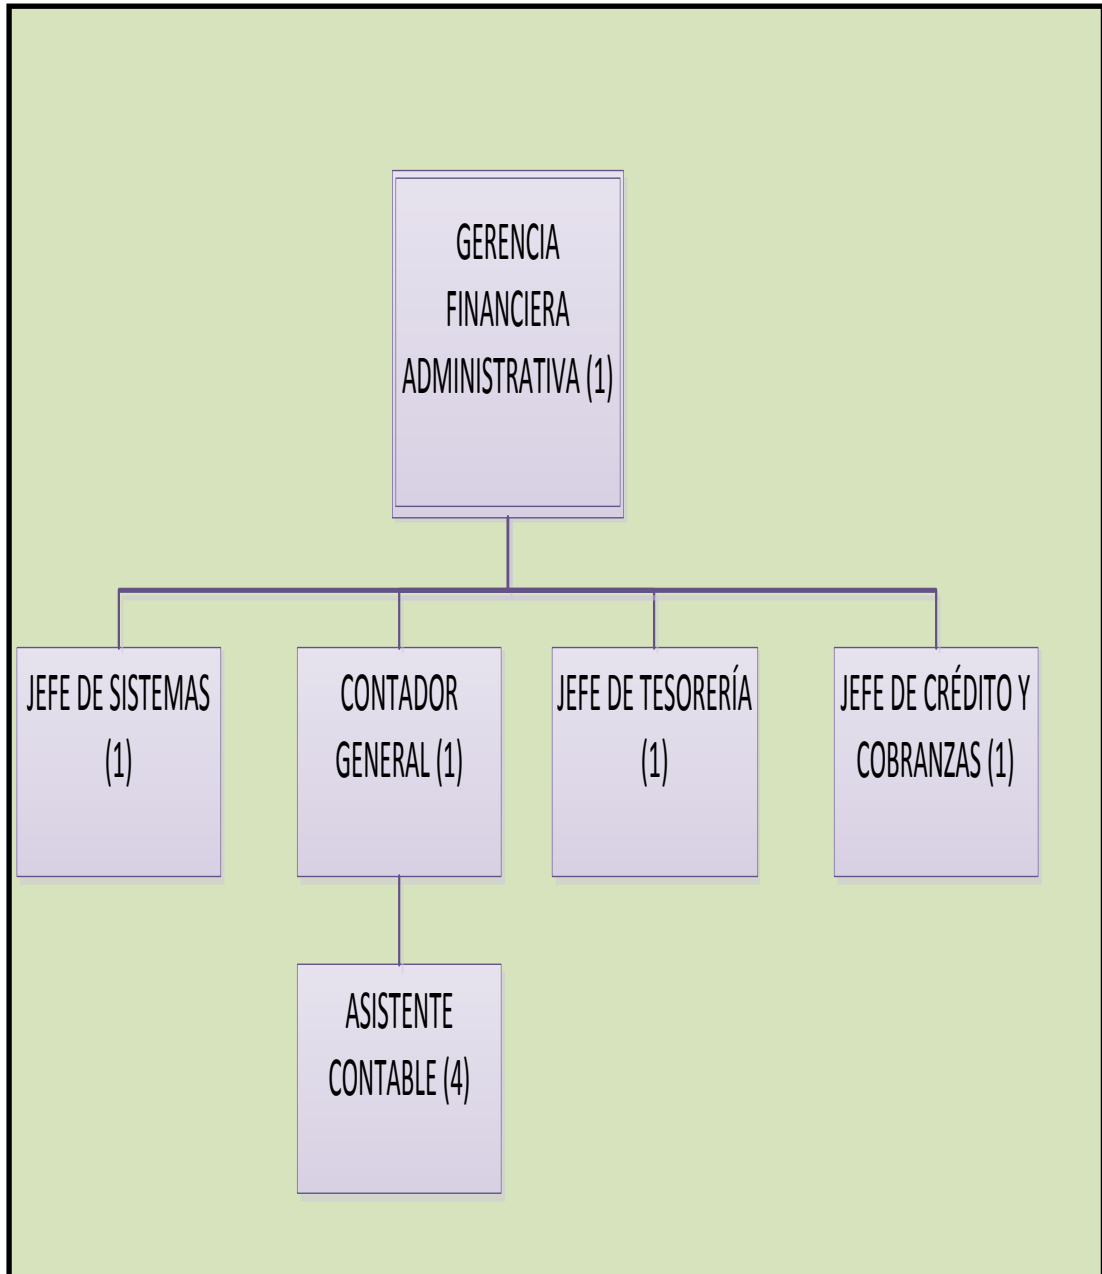 GERENCIA
FINANCIERA
ADMINISTRATIVA (1)
JEFE DE SISTEMAS
(1)
CONTADOR
GENERAL (1)
JEFE DE TESORERÍA
(1)
JEFE DE CRÉDITO Y
COBRANZAS (1)
ASISTENTE
CONTABLE (4)